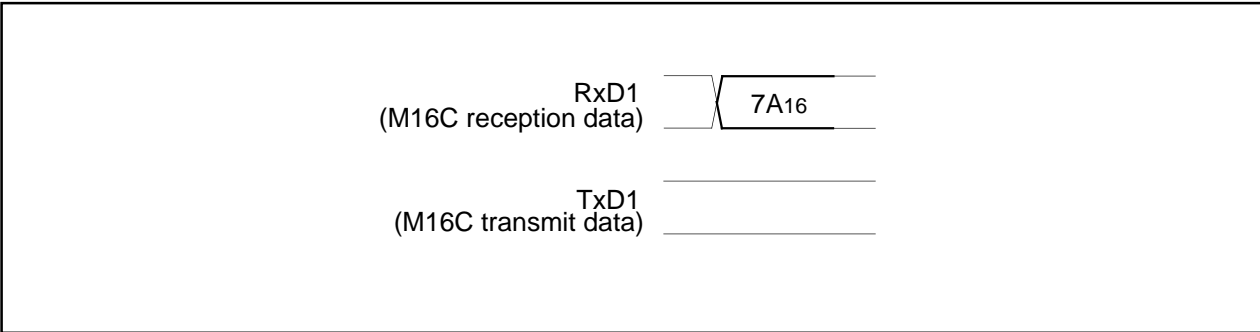 RxD1
(M16C reception data)
7A16
TxD1
(M16C transmit data)